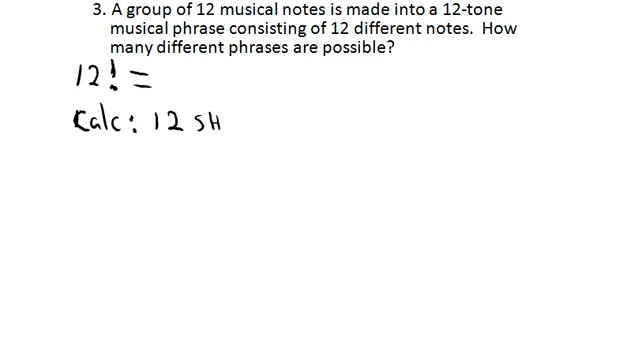 3. A group of 12 musical notes is made into a 12-tone
musical phrase consisting of 12 different notes. How
many different phrases are possible?
12! =
Calc: 12 SH